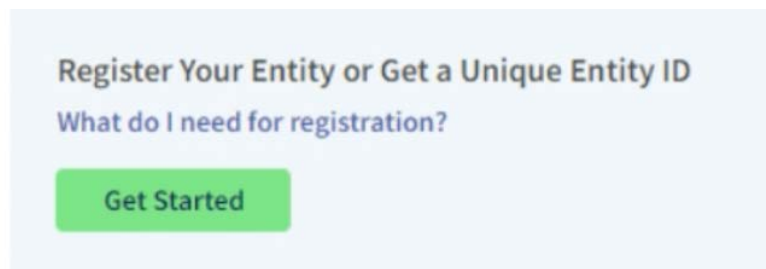 Register Your Entity or Get a Unique Entity ID
What do I need for registration?
Get Started